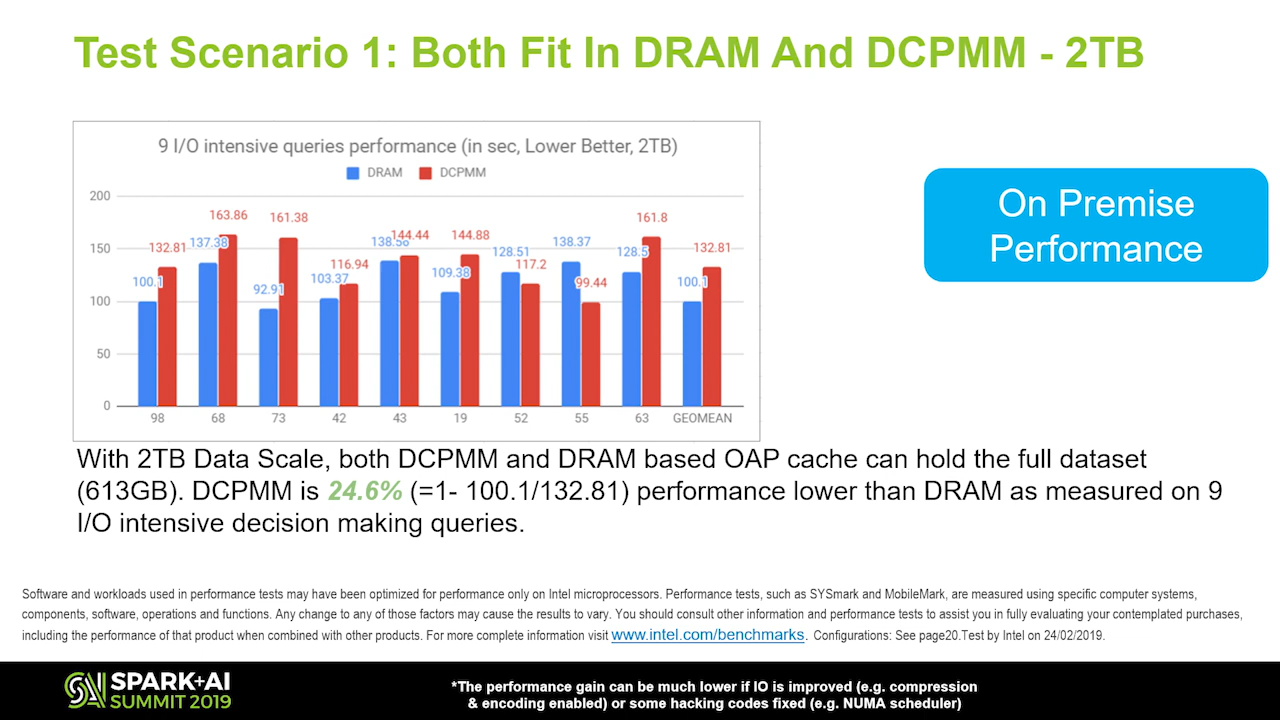 Test Scenario 1: Both Fit In DRAM And DCPMM - 2TB
9 I/O intensive queries performance (in sec, Lower Better, 2TB)
DRAM DCPMM
200
150
100
50
0
100.1 132.81
137.38 163.86
92.91 161.38
103.37 116.94
138.56 144.44
109.38 144.88
128.51 117.2
138.37 99.44
128.5 161.8
100.1 132.81
98 68 73 42 43 19 52 55 63 GEOMEAN
On Premise
Performance
With 2TB Data Scale, both DCPMM and DRAM based OAP cache can hold the full dataset
(613GB). DCPMM is 24.6% (=1- 100.1/132.81) performance lower than DRAM as measured on 9
I/O intensive decision making queries.
Software and workloads used in performance tests may have been optimized for performance only on Intel microprocessors. Performance tests, such as SYSmark and MobileMark, are measured using specific computer systems,
components, software, operations and functions. Any change to any of those factors may cause the results to vary. You should consult other information and performance tests to assist you in fully evaluating your contemplated purchases,
including the performance of that product when combined with other products. For more complete information visit www.intel.com/benchmarks. Configurations: See page20.Test by Intel on 24/02/2019.
SPARK+AI
SUMMIT 2019
*The performance gain can be much lower if IO is improved (e.g. compression
& encoding enabled) or some hacking codes fixed (e.g. NUMA scheduler)